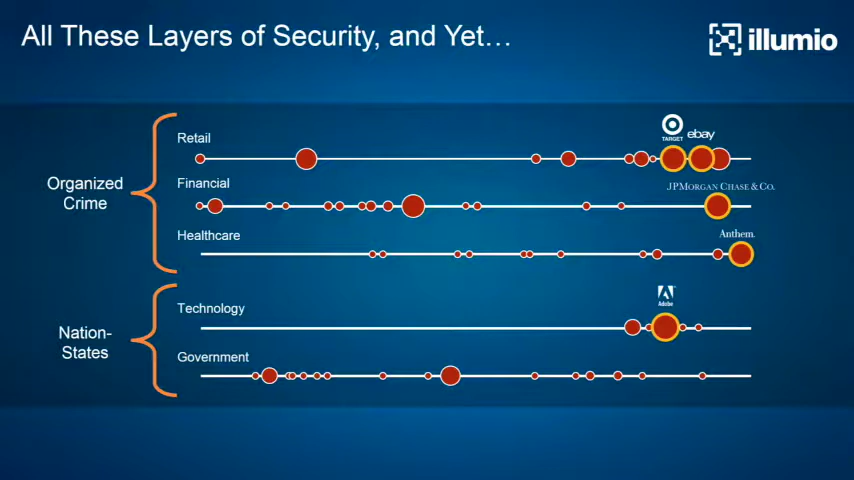 All These Layers of Security, and Yet…
illumio
Retail
TARGET
ebay
Organized
Crime
Financial
JPMORGAN CHASE & CO.
Healthcare
Anthem.
Technology
Adobe
Nation-
States
Government